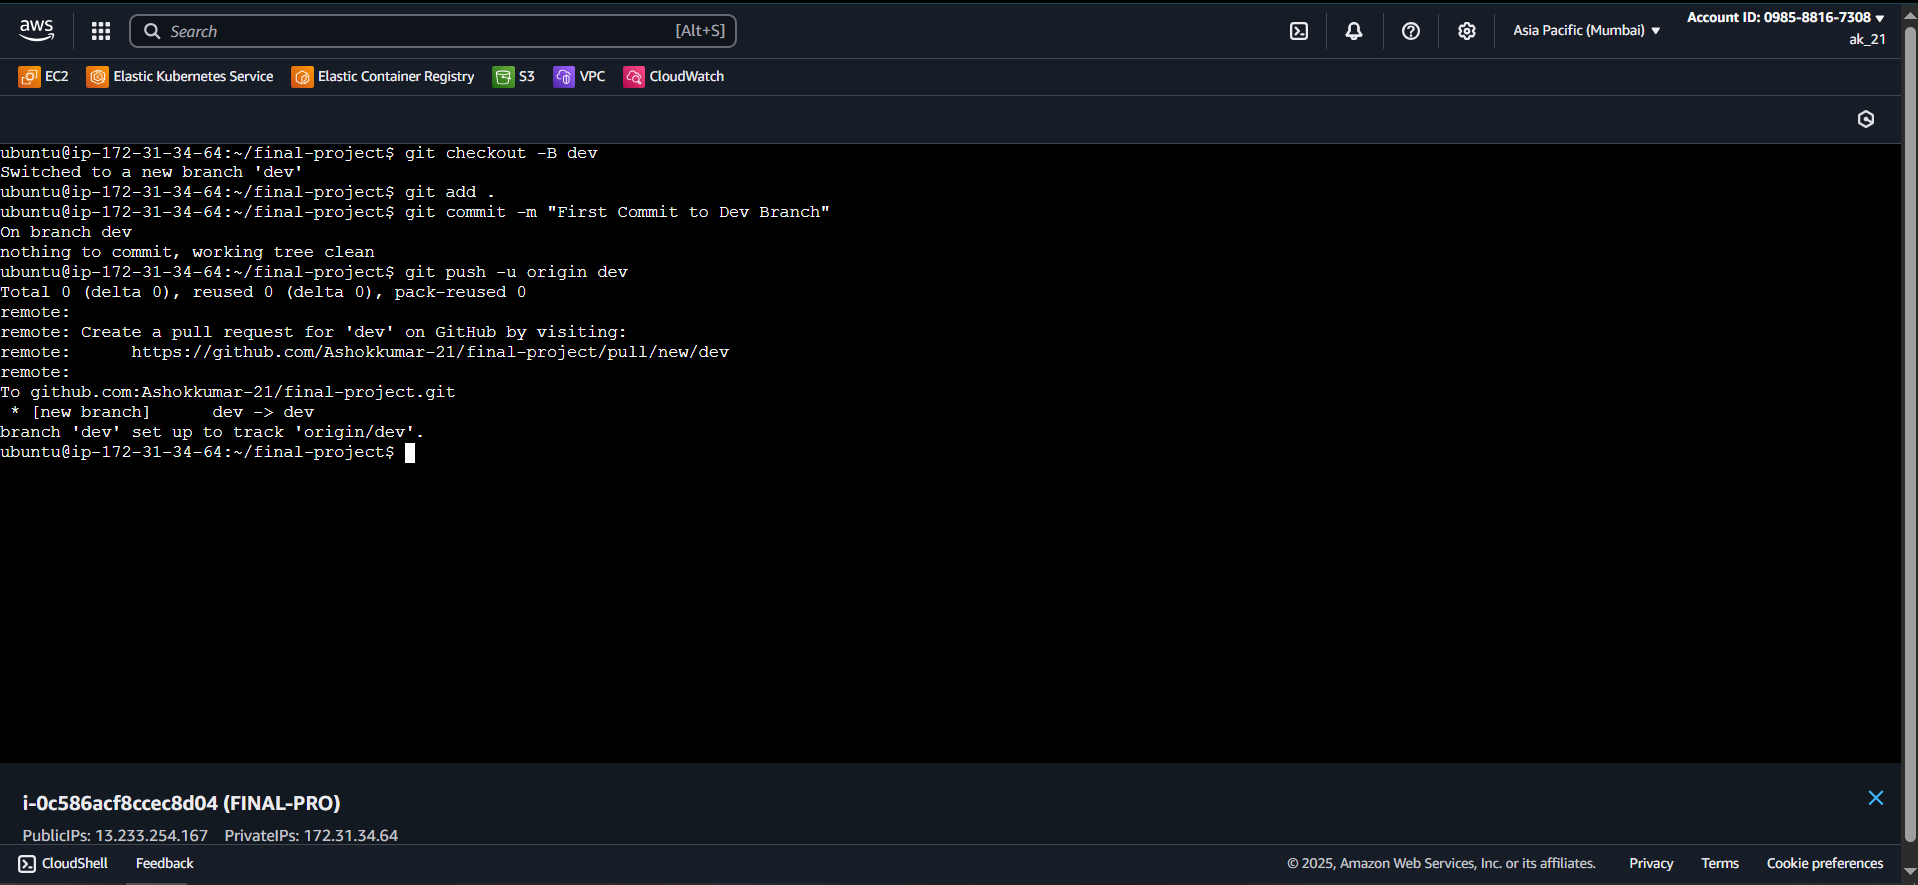 aws
Search [Alt+S]
Asia Pacific (Mumbai) ▼
Account ID: 0985-8816-7308 ▼
ak_21
EC2 Elastic Kubernetes Service Elastic Container Registry S3 VPC CloudWatch
ubuntu@ip-172-31-34-64:~/final-project$ git checkout -B dev
Switched to a new branch 'dev'
ubuntu@ip-172-31-34-64:~/final-project$ git add .
ubuntu@ip-172-31-34-64:~/final-project$ git commit -m "First Commit to Dev Branch"
On branch dev
nothing to commit, working tree clean
ubuntu@ip-172-31-34-64:~/final-project$ git push -u origin dev
Total 0 (delta 0), reused 0 (delta 0), pack-reused 0
remote:
remote: Create a pull request for 'dev' on GitHub by visiting:
remote:      https://github.com/Ashokkumar-21/final-project/pull/new/dev
remote:
To github.com:Ashokkumar-21/final-project.git
 * [new branch]      dev -> dev
branch 'dev' set up to track 'origin/dev'.
ubuntu@ip-172-31-34-64:~/final-project$
i-0c586acf8ccec8d04 (FINAL-PRO)
PublicIPs: 13.233.254.167 PrivateIPs: 172.31.34.64
CloudShell Feedback © 2025, Amazon Web Services, Inc. or its affiliates. Privacy Terms Cookie preferences